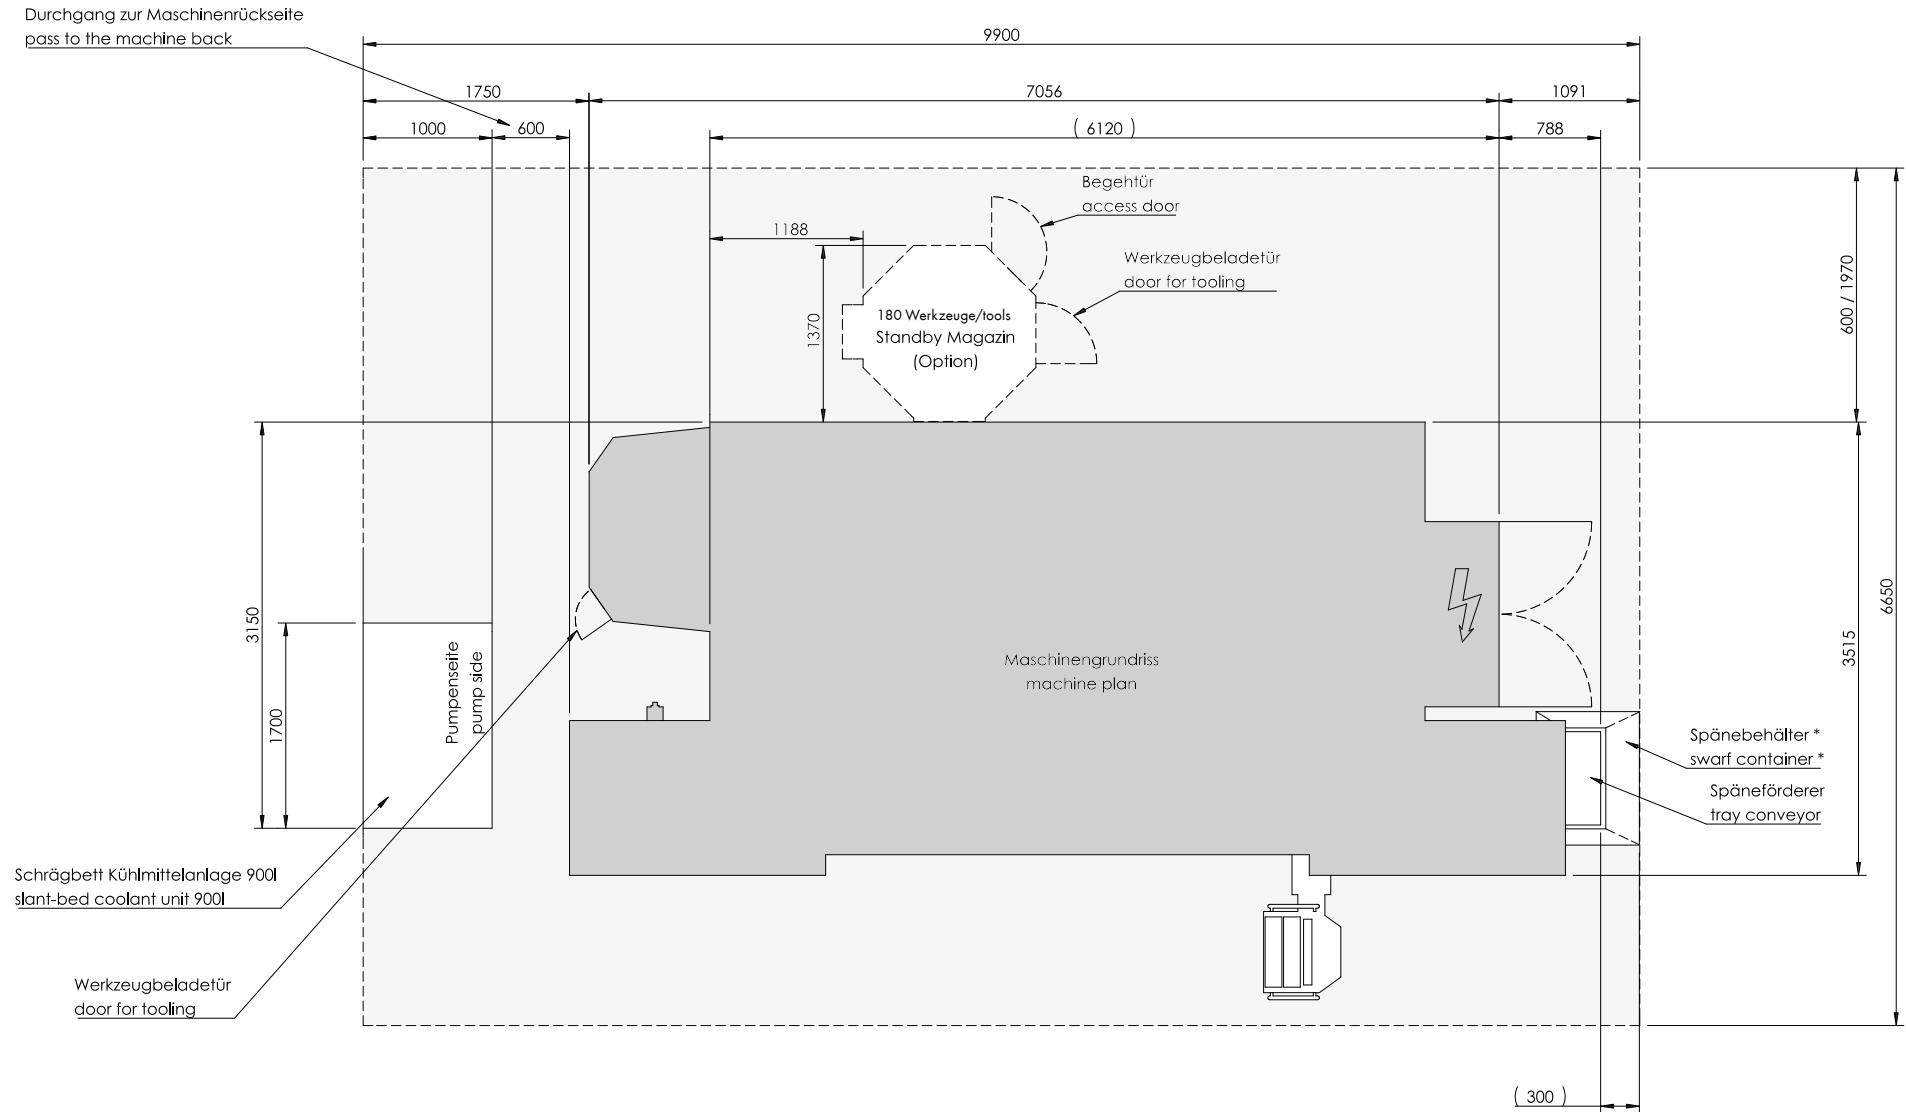 Durchgang zur Maschinenrückseite
pass to the machine back
9900
1750
7056
1091
1000
600
( 6120 )
788
Begehtür
access door
1188
Werkzeugbeladetür
door for tooling
600 / 1970
1370
180 Werkzeuge/tools
Standby Magazin
(Option)
3150
6650
3515
1700
Pumpenseite
pump side
Maschinengrundriss
machine plan
Spänebehälter *
swarf container *
Späneförderer
tray conveyor
Schrägbett Kühlmittelanlage 900l
slant-bed coolant unit 900l
Werkzeugbeladetür
door for tooling
( 300 )